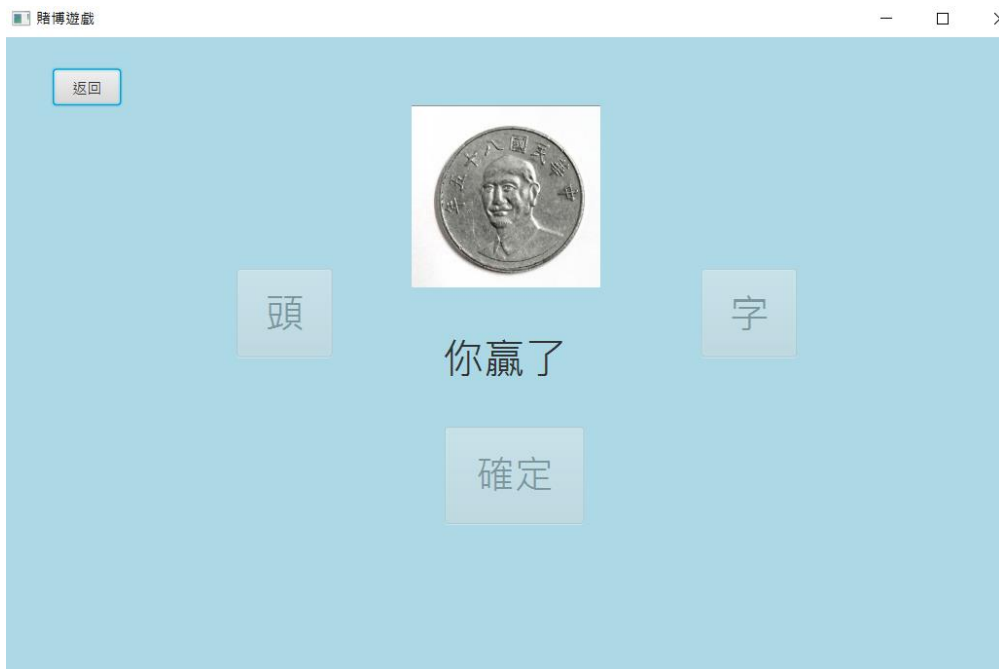 賭博遊戲
返回
中華民國八十五年
頭
字
你贏了
確定